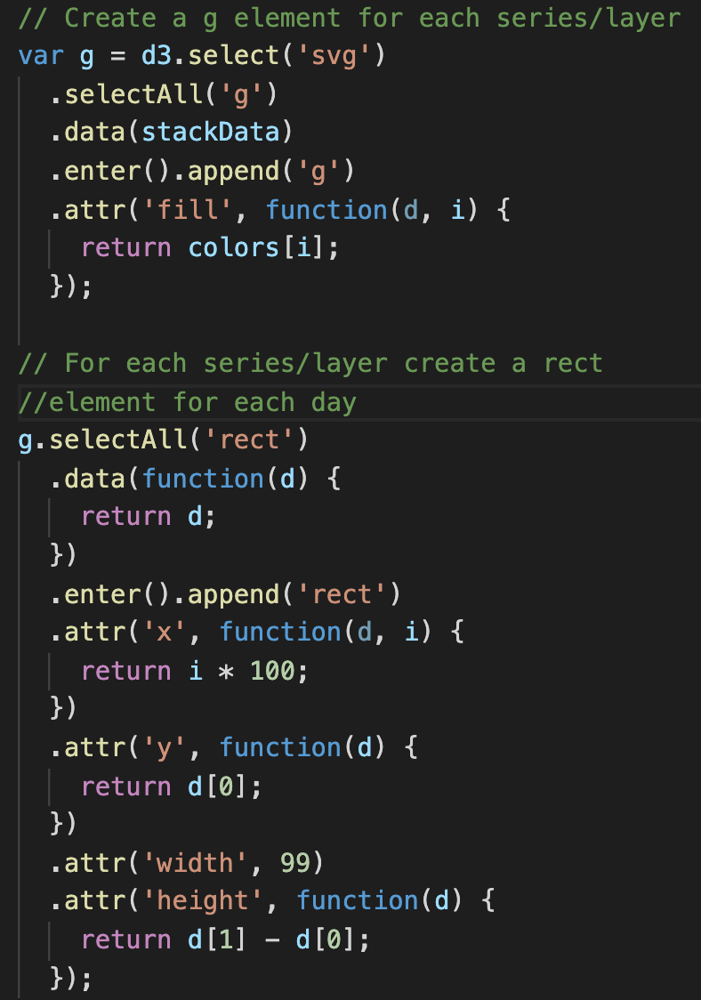 // Create a g element for each series/layer
var g = d3.select('svg')
  .selectAll('g')
  .data(stackData)
  .enter().append('g')
  .attr('fill', function(d, i) {
    return colors[i];
  });

// For each series/layer create a rect
//element for each day
g.selectAll('rect')
  .data(function(d) {
    return d;
  })
  .enter().append('rect')
  .attr('x', function(d, i) {
    return i * 100;
  })
  .attr('y', function(d) {
    return d[0];
  })
  .attr('width', 99)
  .attr('height', function(d) {
    return d[1] - d[0];
  });